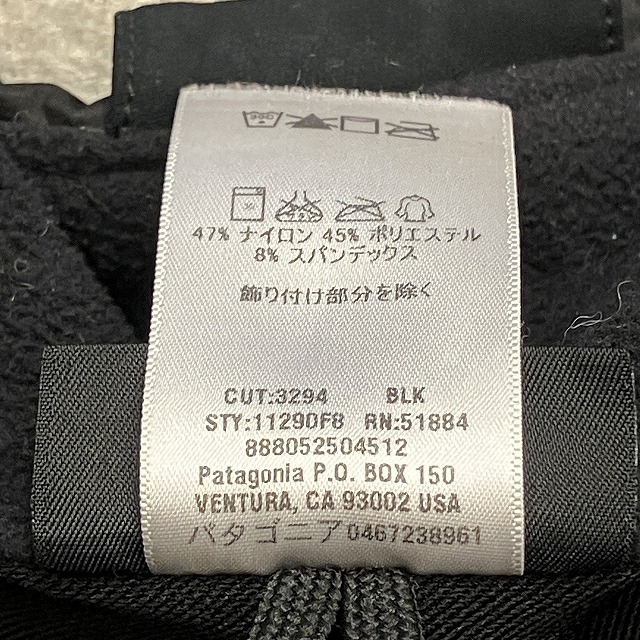 47% ナイロン 45% ポリエステル
8% スパンデックス
飾り付け部分を除く
CUT:3294 BLK
STY:11290F8 RN:51884
888052504512
Patagonia P.O. BOX 150
VENTURA, CA 93002 USA
パタゴニア0467238961